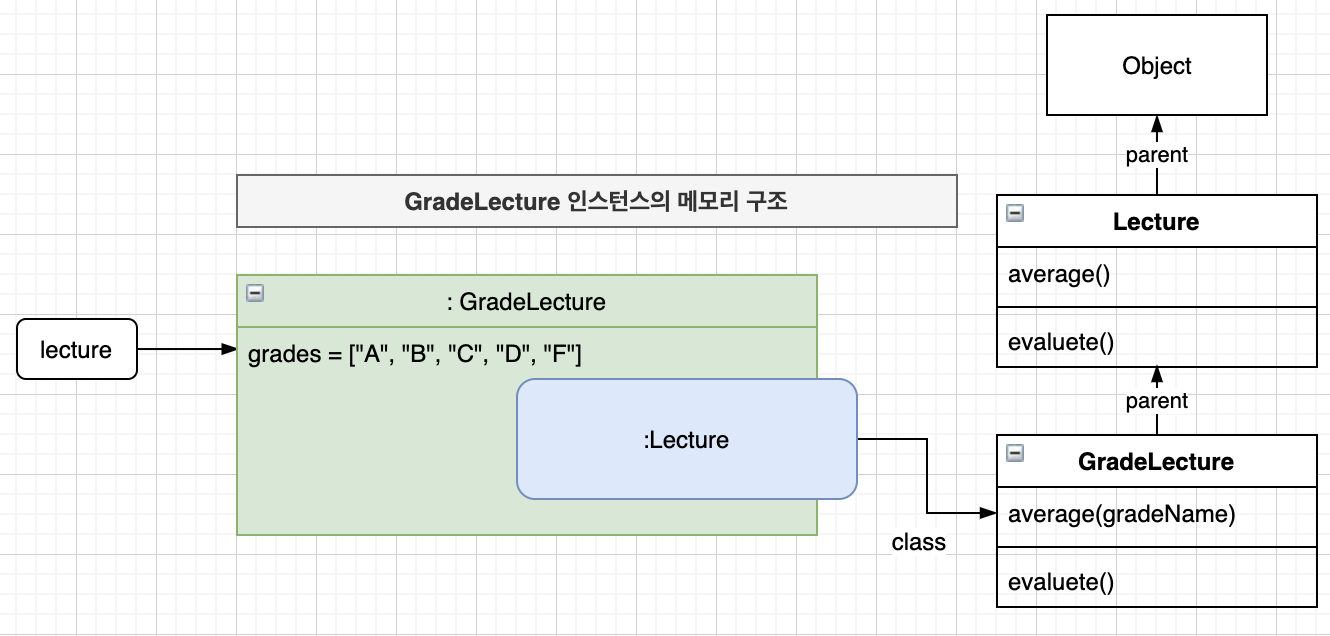 Object
parent
GradeLecture 인스턴스의 메모리 구조
Lecture
average()
evaluete()
: GradeLecture
lecture
grades = ["A", "B", "C", "D", "F"]
:Lecture
parent
GradeLecture
average(gradeName)
class
evaluete()